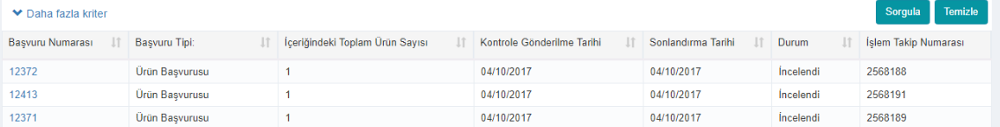 Daha fazla kriter Sorgula Temizle
Başvuru Numarası Başvuru Tipi: İçeriğindeki Toplam Ürün Sayısı Kontrole Gönderilme Tarihi Sonlandırma Tarihi Durum İşlem Takip Numarası
12372 Ürün Başvurusu 1 04/10/2017 04/10/2017 İncelendi 2568188
12413 Ürün Başvurusu 1 04/10/2017 04/10/2017 İncelendi 2568191
12371 Ürün Başvurusu 1 04/10/2017 04/10/2017 İncelendi 2568189